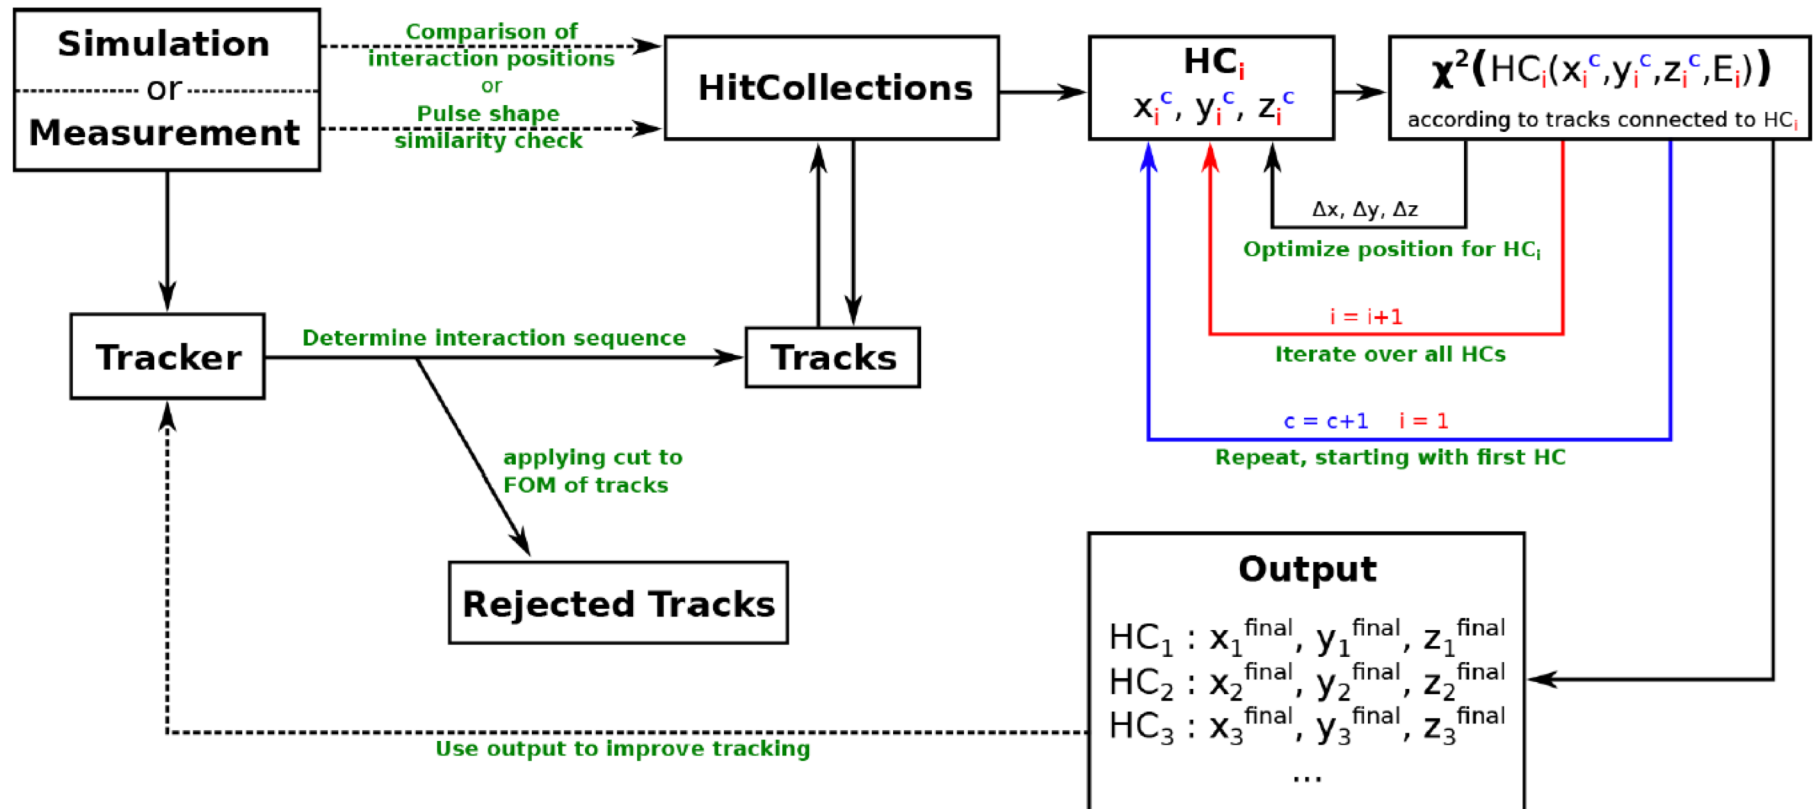 Simulation
or
Measurement
Comparison of
interaction positions
or
Pulse shape
similarity check
HitCollections
HCᵢ
xᵢᶜ, yᵢᶜ, zᵢᶜ
χ²(HCᵢ(xᵢᶜ,yᵢᶜ,zᵢᶜ,Eᵢ))
according to tracks connected to HCᵢ
Δx, Δy, Δz
Optimize position for HCᵢ
i = i+1
Iterate over all HCs
c = c+1 i = 1
Repeat, starting with first HC
Tracker
Determine interaction sequence
Tracks
applying cut to
FOM of tracks
Rejected Tracks
Output
HC₁ : x₁ᶠⁱⁿᵃˡ, y₁ᶠⁱⁿᵃˡ, z₁ᶠⁱⁿᵃˡ
HC₂ : x₂ᶠⁱⁿᵃˡ, y₂ᶠⁱⁿᵃˡ, z₂ᶠⁱⁿᵃˡ
HC₃ : x₃ᶠⁱⁿᵃˡ, y₃ᶠⁱⁿᵃˡ, z₃ᶠⁱⁿᵃˡ
...
Use output to improve tracking